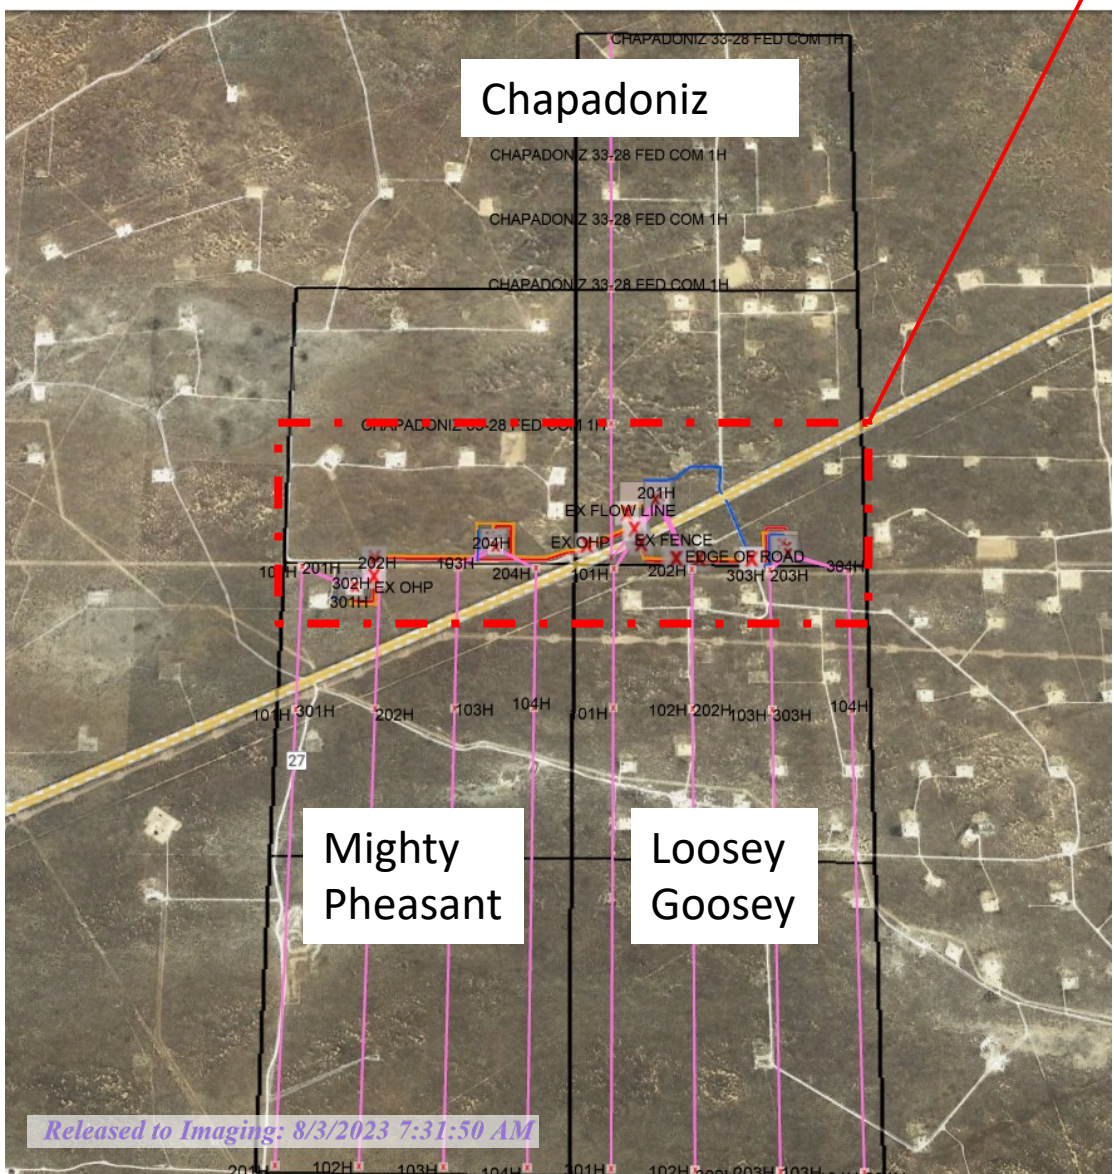 CHAPADONIZ 33-28 FED COM 1H
Chapadoniz
CHAPADONIZ 33-28 FED COM 1H
CHAPADONIZ 33-28 FED COM 1H
CHAPADONIZ 33-28 FED COM 1H
CHAPADONIZ 33-28 FED COM 1H
201H
EX FLOW LINE
204H
EX OHP
EX FENCE
202H
103H
EDGE OF ROAD
201H
204H
101H
202H
303H
203H
304H
302H
EX OHP
301H
101H
301H
202H
103H
104H
101H
102H
202H
103H
303H
104H
27
Mighty
Pheasant
Loosey
Goosey
Released to Imaging: 8/3/2023 7:31:50 AM
201H
102H
103H
104H
301H
102H
203H
103H